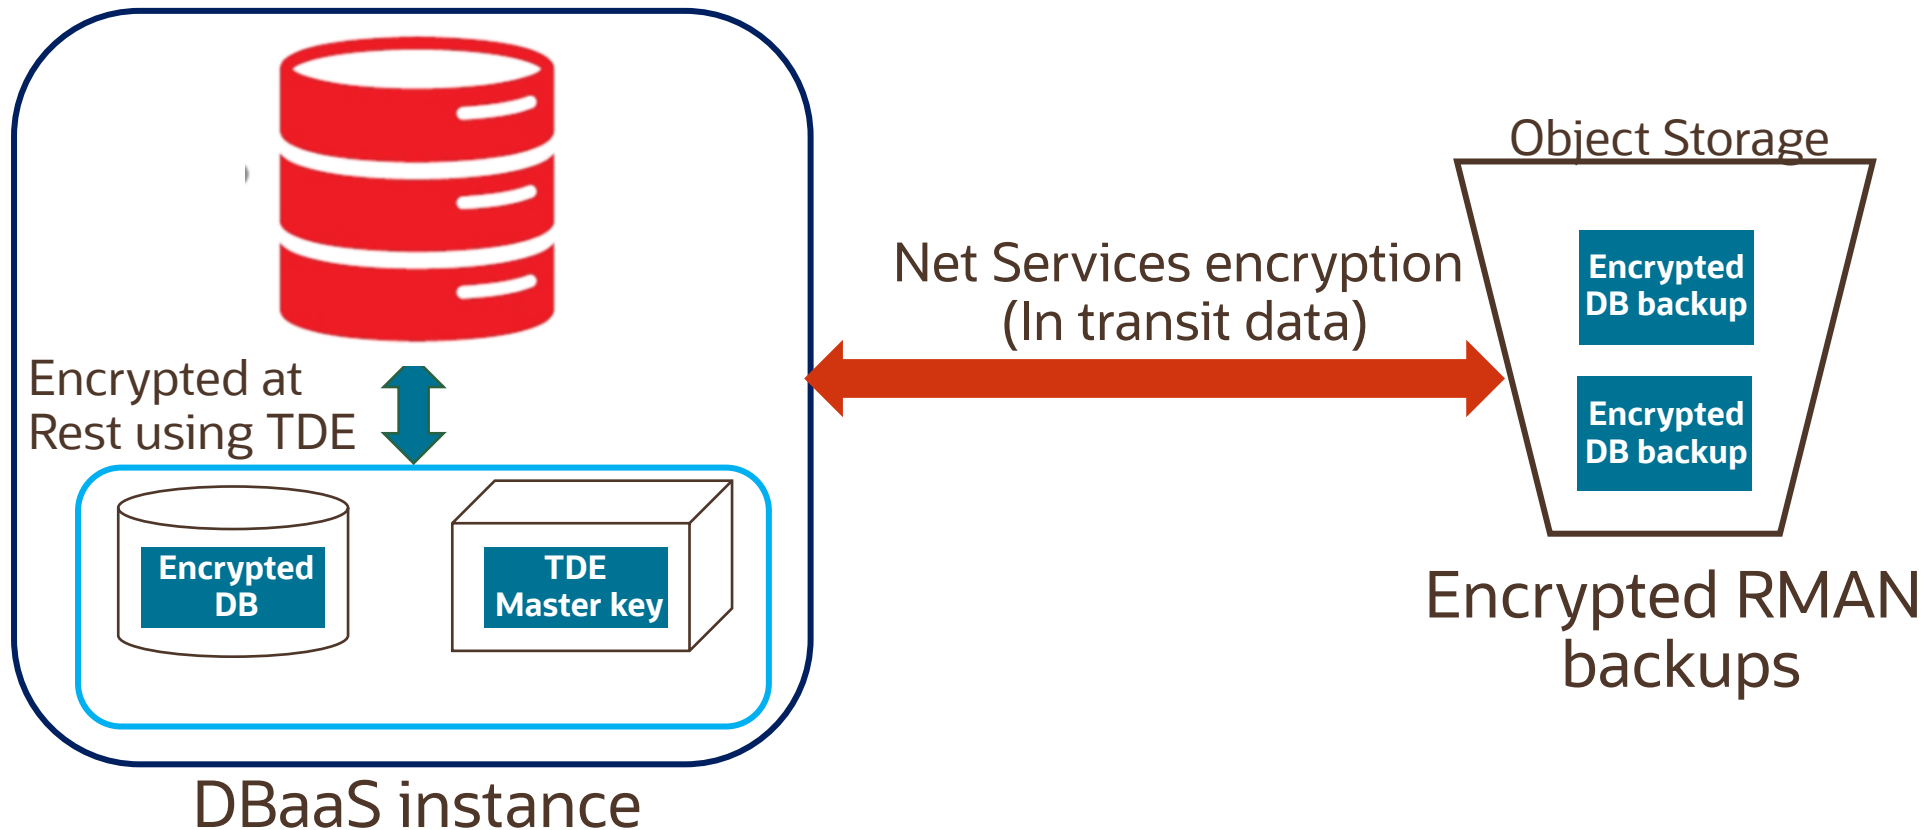 Object Storage
Encrypted
DB backup
Net Services encryption
(In transit data)
Encrypted at
Rest using TDE
Encrypted
DB backup
Encrypted
DB
TDE
Master key
Encrypted RMAN
backups
DBaaS instance